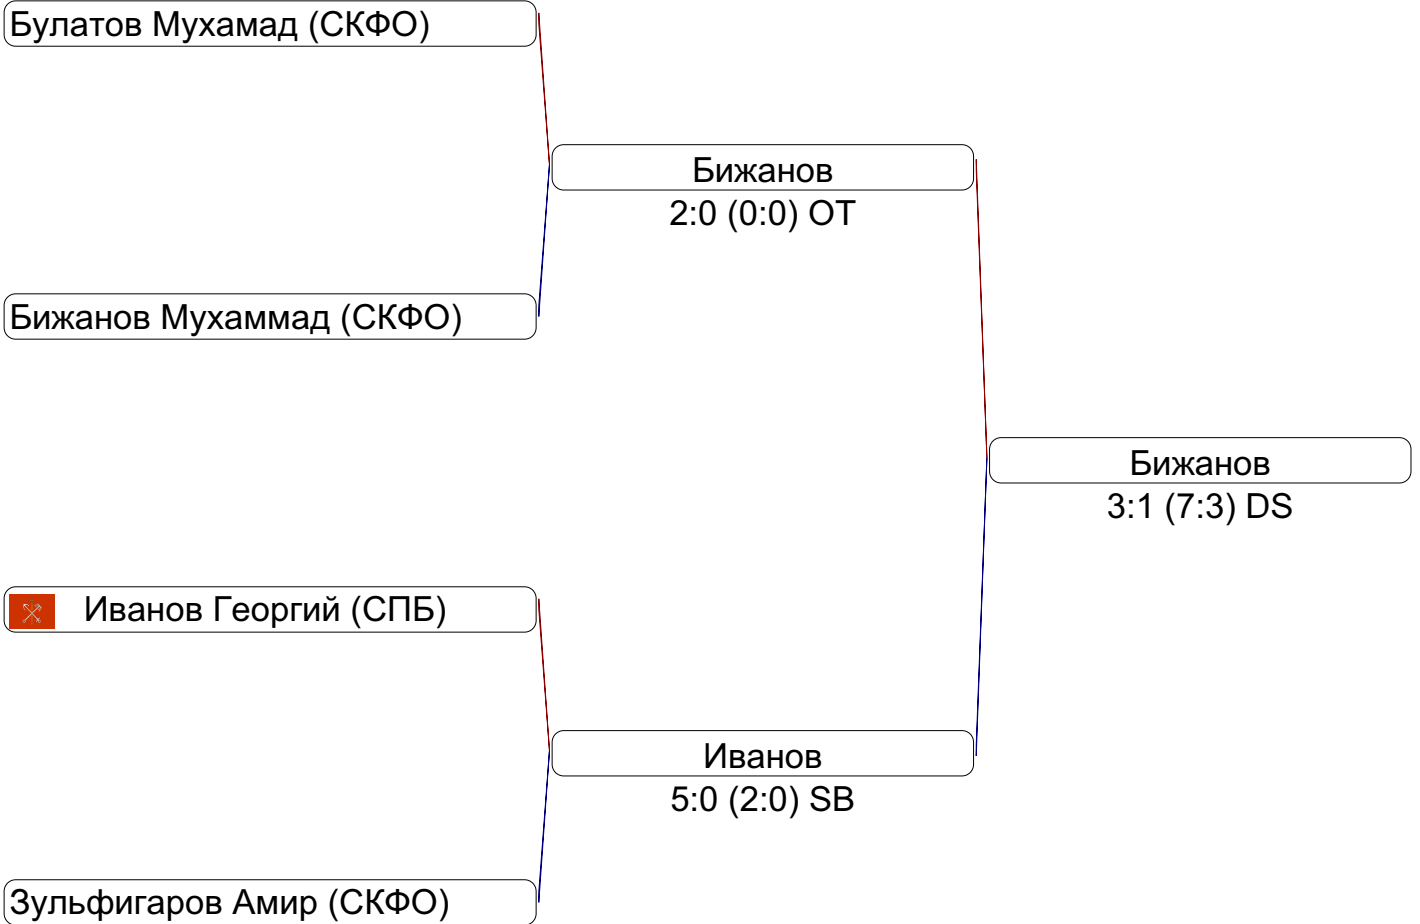 Булатов Мухамад (СКФО)
Бижанов
2:0 (0:0) OT
Бижанов Мухаммад (СКФО)
Бижанов
3:1 (7:3) DS
Иванов Георгий (СПБ)
Иванов
5:0 (2:0) SB
Зульфигаров Амир (СКФО)